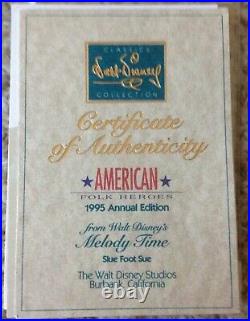 CLASSICS
Walt Disney
COLLECTION
Certificate
of Authenticity
★AMERICAN★
FOLK HEROES
1995 Annual Edition
from Walt Disney's
Melody Time
Slue Foot Sue
The Walt Disney Studios
Burbank, California